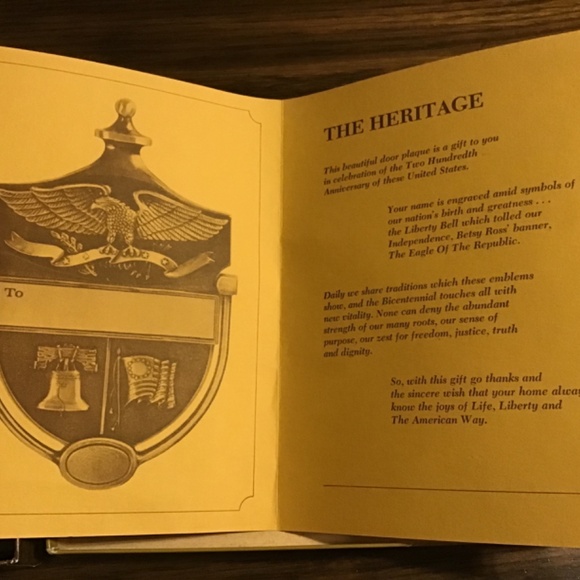 To
THE HERITAGE
This beautiful door plaque is a gift to you
in celebration of the Two Hundredth
Anniversary of these United States.
Your name is engraved amid symbols of
our nation's birth and greatness . . .
the Liberty Bell which tolled our
Independence, Betsy Ross' banner,
The Eagle Of The Republic.
Daily we share traditions which these emblems
show, and the Bicentennial touches all with
new vitality. None can deny the abundant
strength of our many roots, our sense of
purpose, our zest for freedom, justice, truth
and dignity.
So, with this gift go thanks and
the sincere wish that your home alway
know the joys of Life, Liberty and
The American Way.